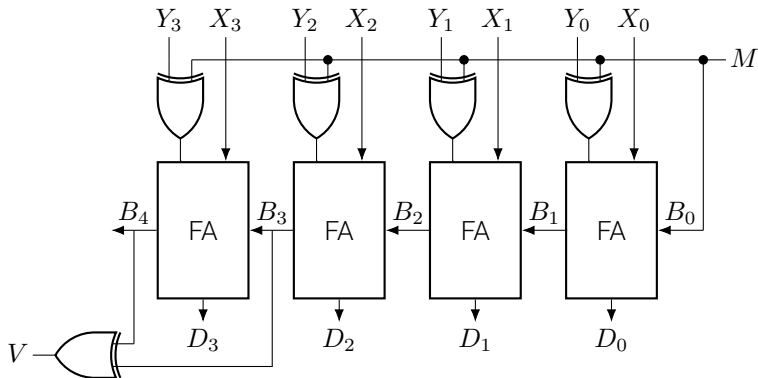 Y3 X3 Y2 X2 Y1 X1 Y0 X0
M
B4 FA B3 FA B2 FA B1 FA B0
D3 D2 D1 D0
V